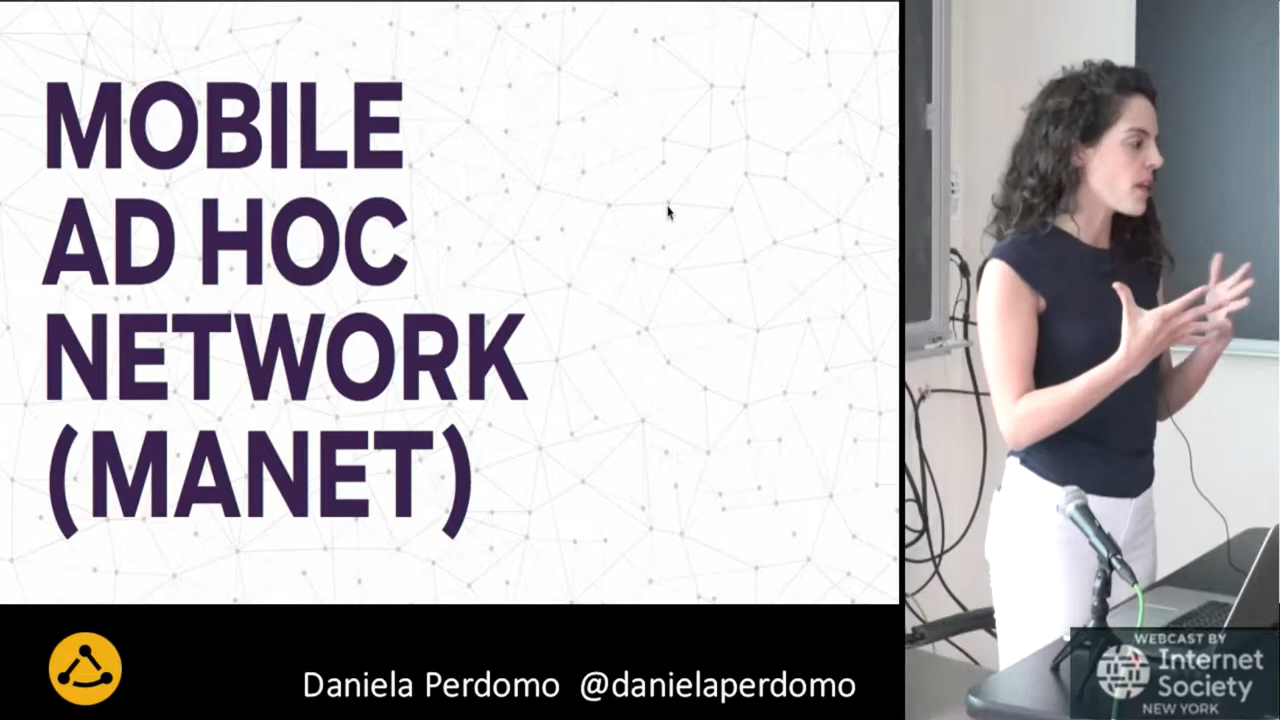 MOBILE
AD HOC
NETWORK
(MANET)
Daniela Perdomo @danielaperdomo
WEBCAST BY
Internet
Society
NEW YORK